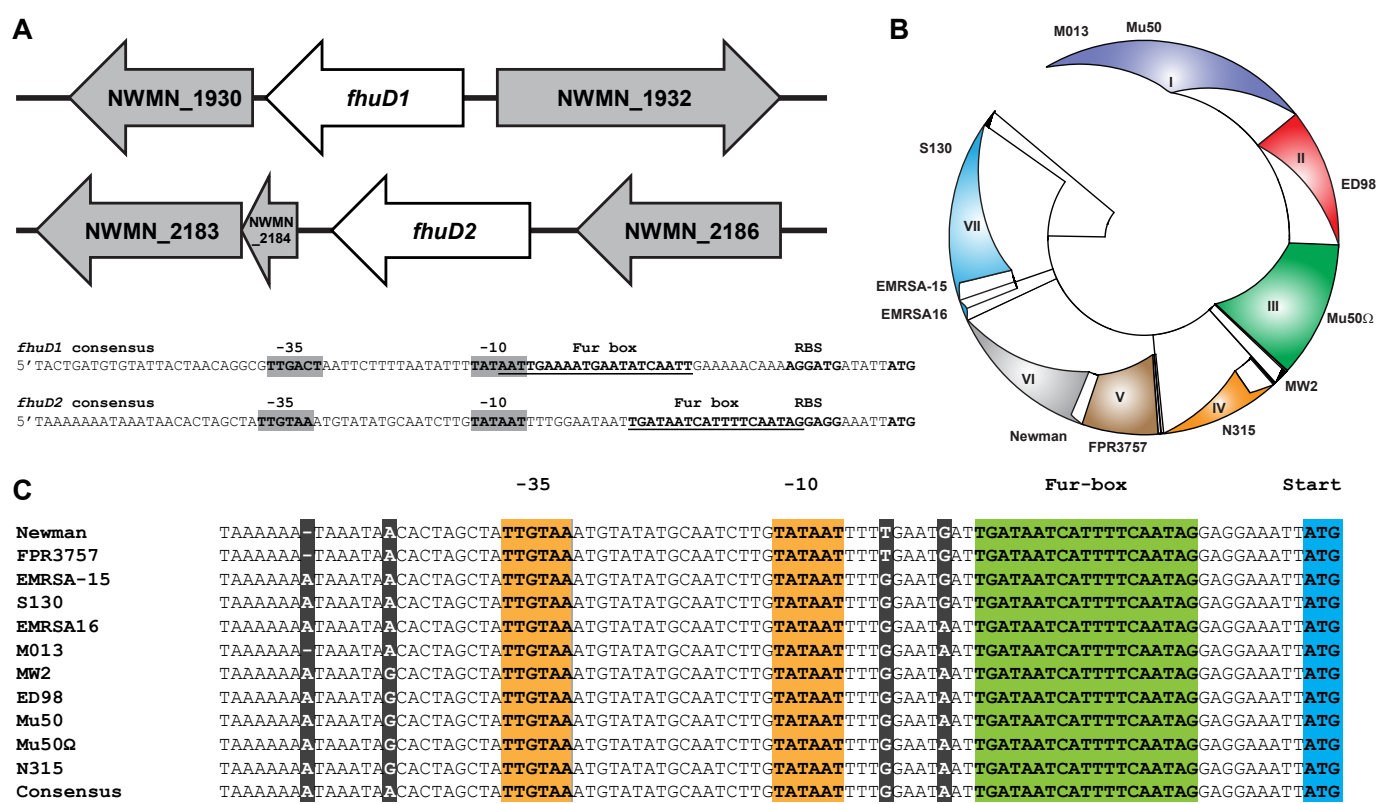 A
NWMN_1930
fhuD1
NWMN_1932
NWMN_2183
NWMN
_2184
fhuD2
NWMN_2186
fhuD1 consensus -35 -10 Fur box RBS
5’TACTGATGTGTATTACTAACAGGCGTTGACTAATTCTTTTAATATTTTATAATTGAAAATGAATATCAATTGAAAAACAAAAGGATGATATTATG
fhuD2 consensus -35 -10 Fur box RBS
5’TAAAAAAATAAATAACACTAGCTATTGTAAATGTATATGCAATCTTGTATAATTTTGGAATAATTGATAATCATTTTCAATAGGAGGAAATTATG
B
M013
Mu50
I
II
ED98
III
Mu50Ω
MW2
IV
N315
V
FPR3757
VI
Newman
EMRSA16
EMRSA-15
VII
S130
C
-35 -10 Fur-box Start
Newman TAAAAAA-TAAATAACACTAGCTATTGTAAATGTATATGCAATCTTGTATAATTTTTGAATGATTGATAATCATTTTCAATAGGAGGAAATTATG
FPR3757 TAAAAAA-TAAATAACACTAGCTATTGTAAATGTATATGCAATCTTGTATAATTTTTGAATGATTGATAATCATTTTCAATAGGAGGAAATTATG
EMRSA-15 TAAAAAAATAAATAACACTAGCTATTGTAAATGTATATGCAATCTTGTATAATTTTGGAATGATTGATAATCATTTTCAATAGGAGGAAATTATG
S130 TAAAAAAATAAATAACACTAGCTATTGTAAATGTATATGCAATCTTGTATAATTTTGGAATGATTGATAATCATTTTCAATAGGAGGAAATTATG
EMRSA16 TAAAAAAATAAATAACACTAGCTATTGTAAATGTATATGCAATCTTGTATAATTTTGGAATAATTGATAATCATTTTCAATAGGAGGAAATTATG
M013 TAAAAAA-TAAATAACACTAGCTATTGTAAATGTATATGCAATCTTGTATAATTTTGGAATAATTGATAATCATTTTCAATAGGAGGAAATTATG
MW2 TAAAAAAATAAATAGCACTAGCTATTGTAAATGTATATGCAATCTTGTATAATTTTGGAATAATTGATAATCATTTTCAATAGGAGGAAATTATG
ED98 TAAAAAAATAAATAGCACTAGCTATTGTAAATGTATATGCAATCTTGTATAATTTTGGAATAATTGATAATCATTTTCAATAGGAGGAAATTATG
Mu50 TAAAAAAATAAATAGCACTAGCTATTGTAAATGTATATGCAATCTTGTATAATTTTGGAATAATTGATAATCATTTTCAATAGGAGGAAATTATG
Mu50Ω TAAAAAAATAAATAGCACTAGCTATTGTAAATGTATATGCAATCTTGTATAATTTTGGAATAATTGATAATCATTTTCAATAGGAGGAAATTATG
N315 TAAAAAAATAAATAGCACTAGCTATTGTAAATGTATATGCAATCTTGTATAATTTTGGAATAATTGATAATCATTTTCAATAGGAGGAAATTATG
Consensus TAAAAAAATAAATAGCACTAGCTATTGTAAATGTATATGCAATCTTGTATAATTTTGGAATAATTGATAATCATTTTCAATAGGAGGAAATTATG